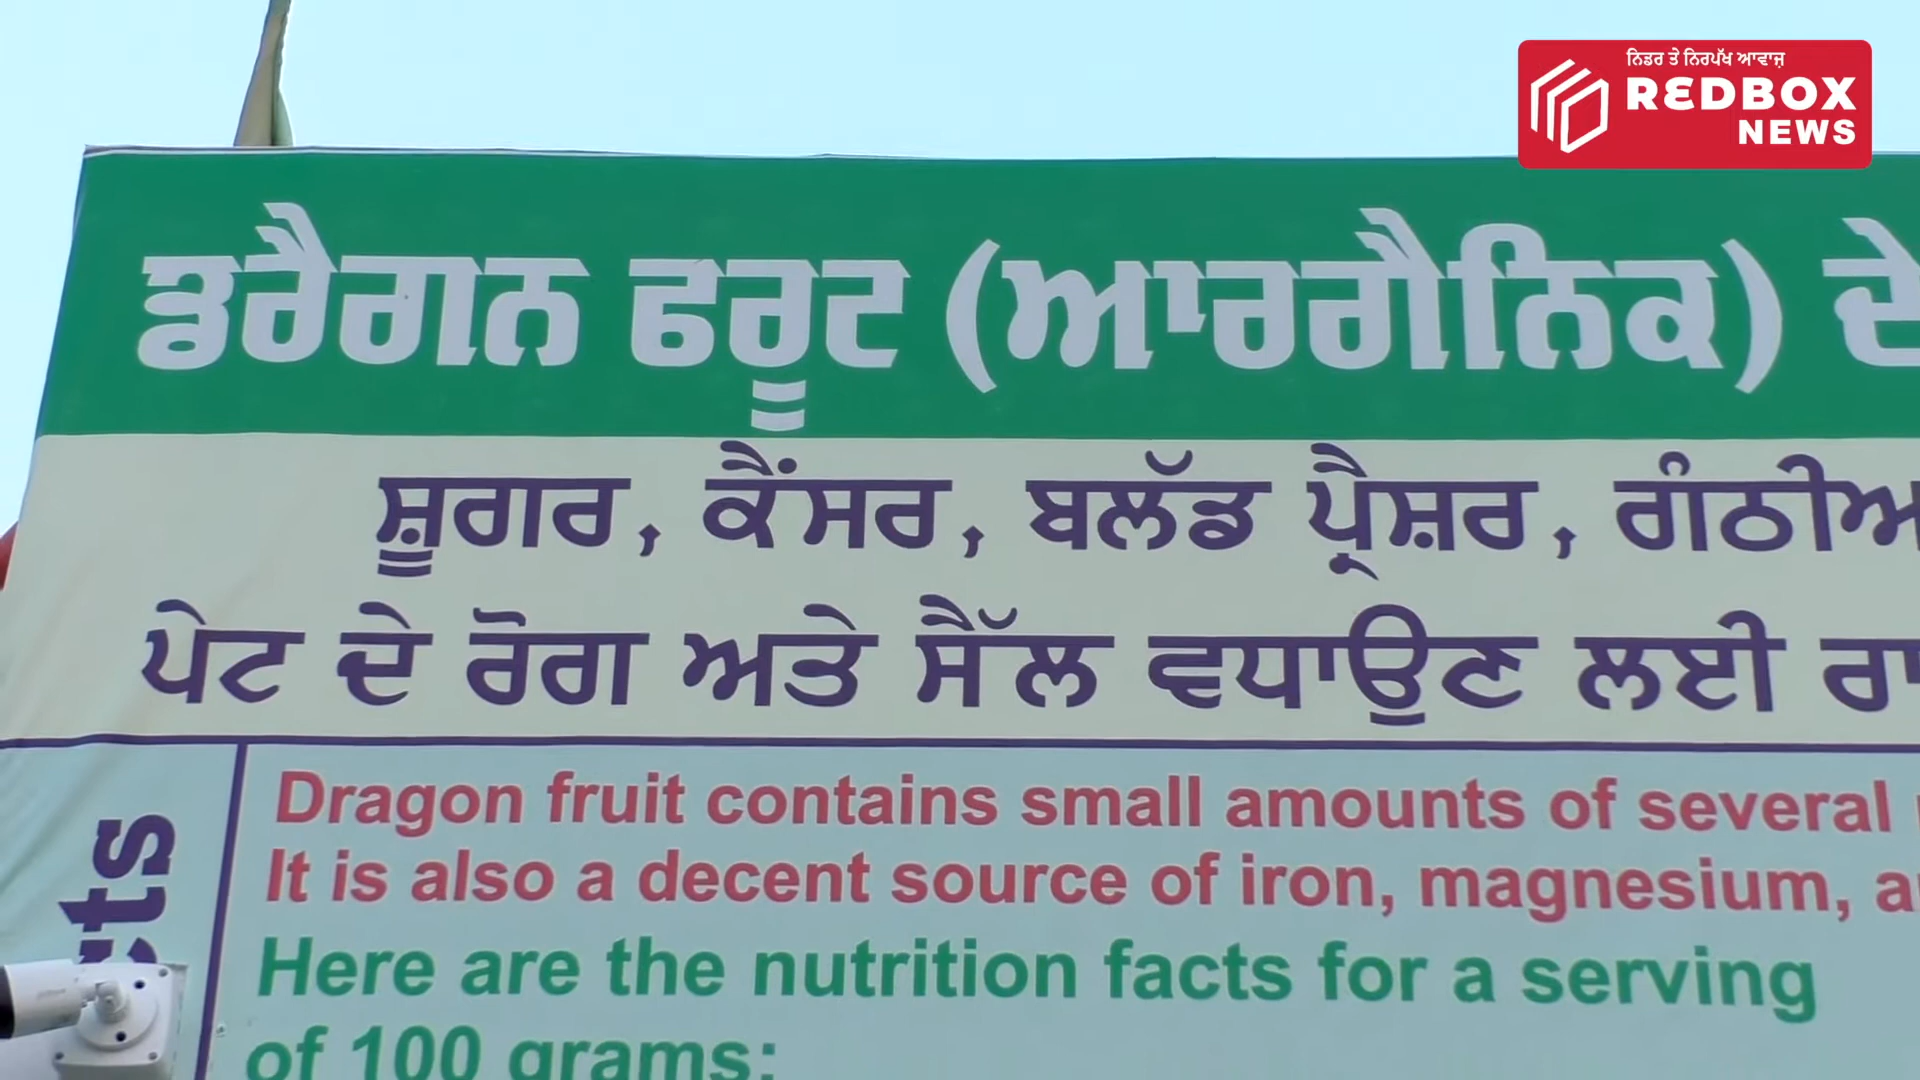 ਨਿਡਰ ਤੇ ਨਿਰਪੱਖ ਆਵਾਜ਼
REDBOX
NEWS
ਡਰੈਗਨ ਫਰੂਟ (ਆਰਗੈਨਿਕ) ਦੇ
ਸ਼ੂਗਰ, ਕੈਂਸਰ, ਬਲੱਡ ਪ੍ਰੈਸ਼ਰ, ਗੰਠੀਅ
ਪੇਟ ਦੇ ਰੋਗ ਅਤੇ ਸੈੱਲ ਵਧਾਉਣ ਲਈ
Dragon fruit contains small amounts of several
It is also a decent source of iron, magnesium,
Here are the nutrition facts for a serving
of 100 grams: